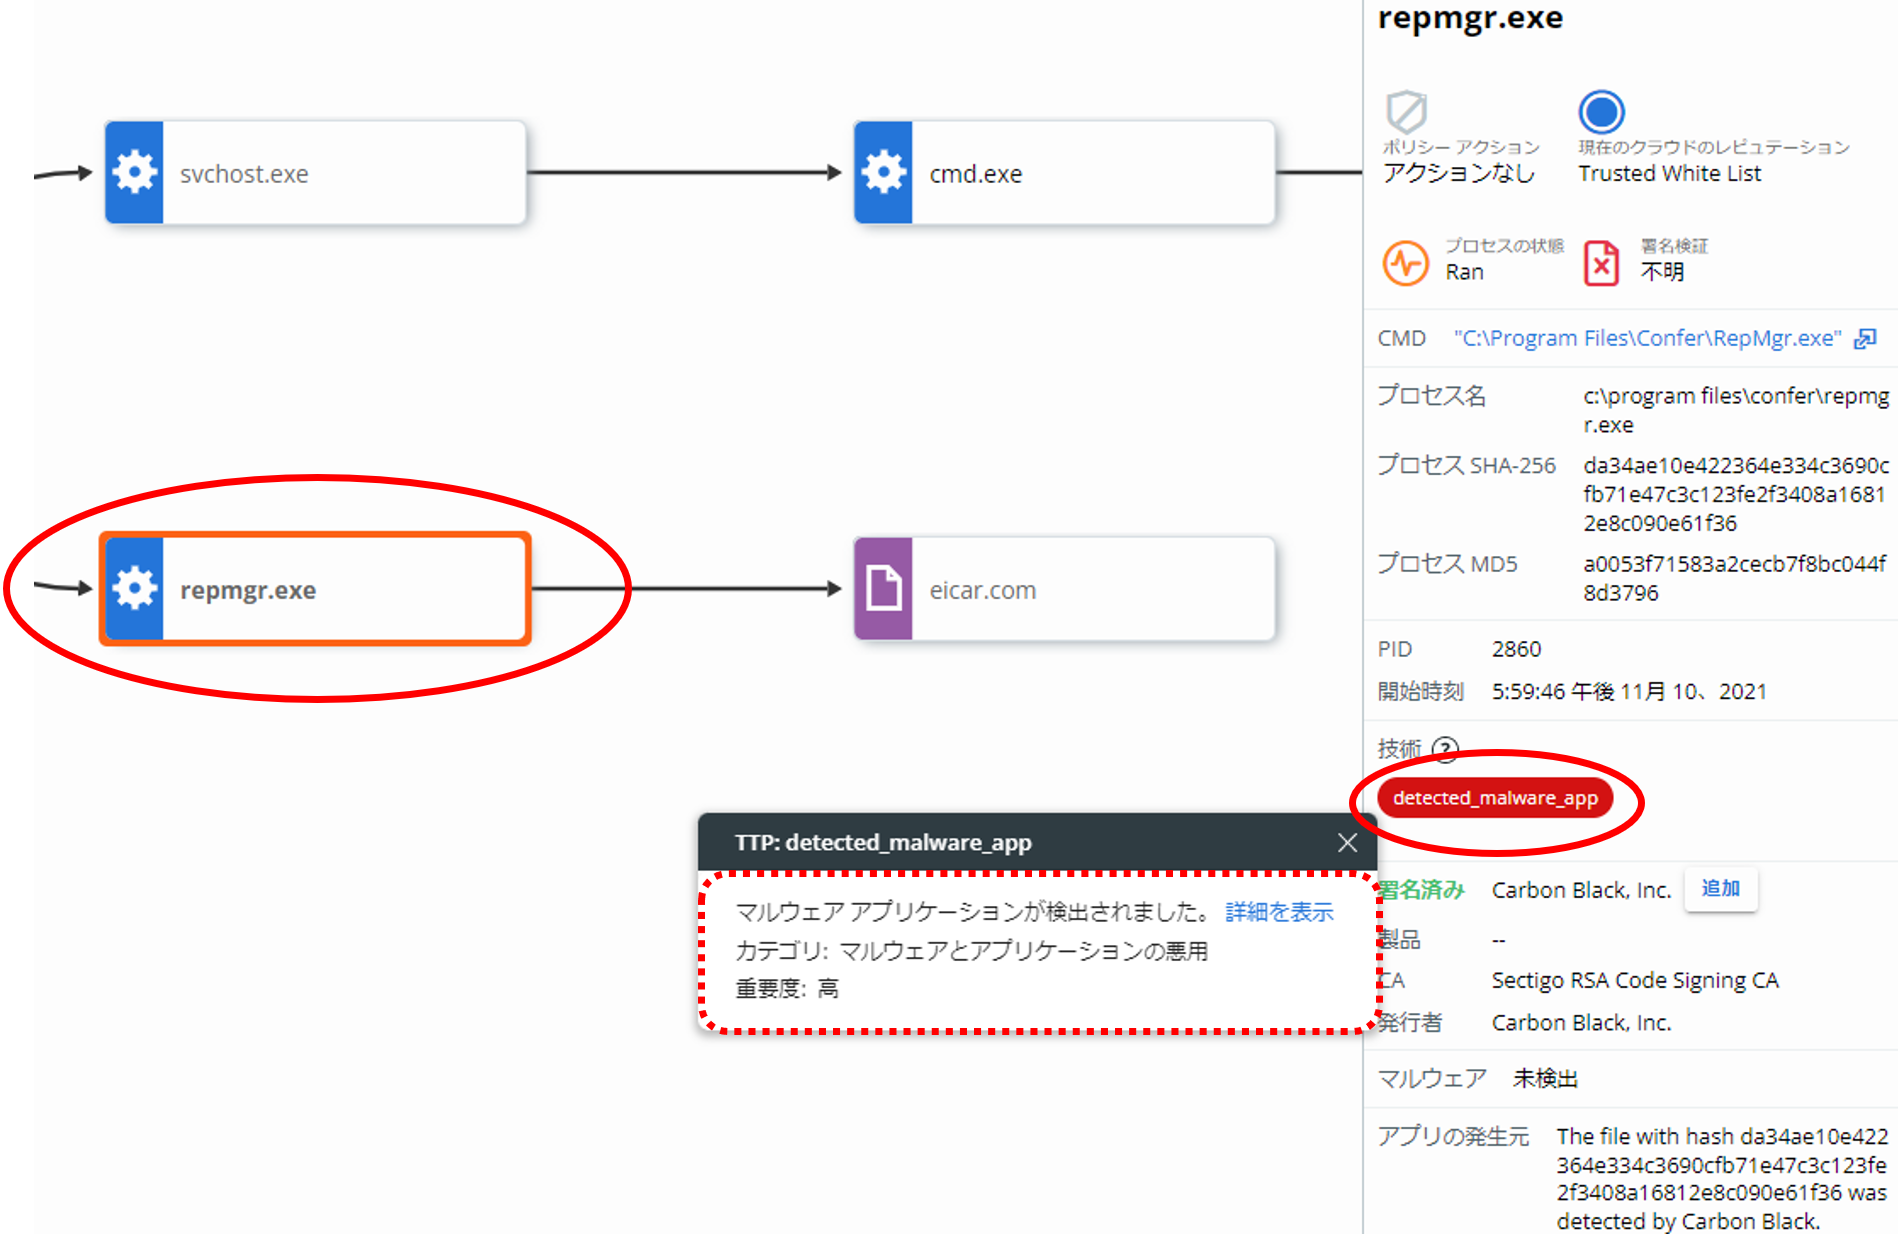 svchost.exe
cmd.exe
repmgr.exe
eicar.com
TTP: detected_malware_app
マルウェア アプリケーションが検出されました。 詳細を表示
カテゴリ: マルウェアとアプリケーションの悪用
重要度: 高
repmgr.exe
ポリシー アクション
アクションなし
現在のクラウドのレピュテーション
Trusted White List
プロセスの状態
Ran
署名検証
不明
CMD "C:\Program Files\Confer\RepMgr.exe"
プロセス名 c:\program files\confer\repmg
r.exe
プロセス SHA-256 da34ae10e422364e334c3690c
fb71e47c3c123fe2f3408a1681
2e8c090e61f36
プロセス MD5 a0053f71583a2cecb7f8bc044f
8d3796
PID 2860
開始時刻 5:59:46 午後 11月 10、2021
技術 ?
detected_malware_app
署名済み Carbon Black, Inc. 追加
製品 --
CA Sectigo RSA Code Signing CA
発行者 Carbon Black, Inc.
マルウェア 未検出
アプリの発生元 The file with hash da34ae10e422
364e334c3690cfb71e47c3c123fe
2f3408a16812e8c090e61f36 was
detected by Carbon Black.